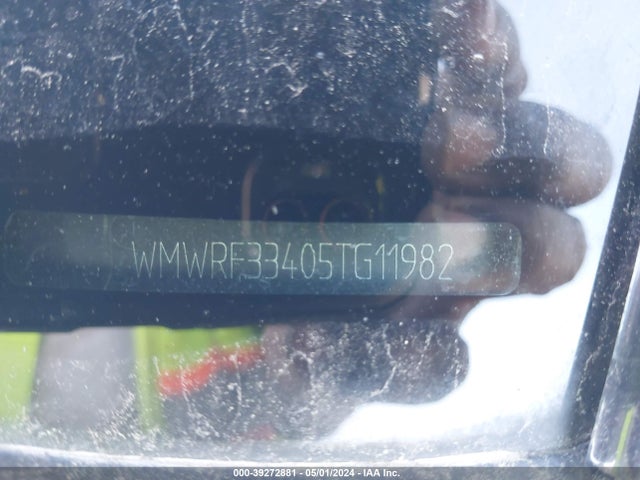 WMWRF33405TG11982
000-39272881 - 05/01/2024 - IAA Inc.